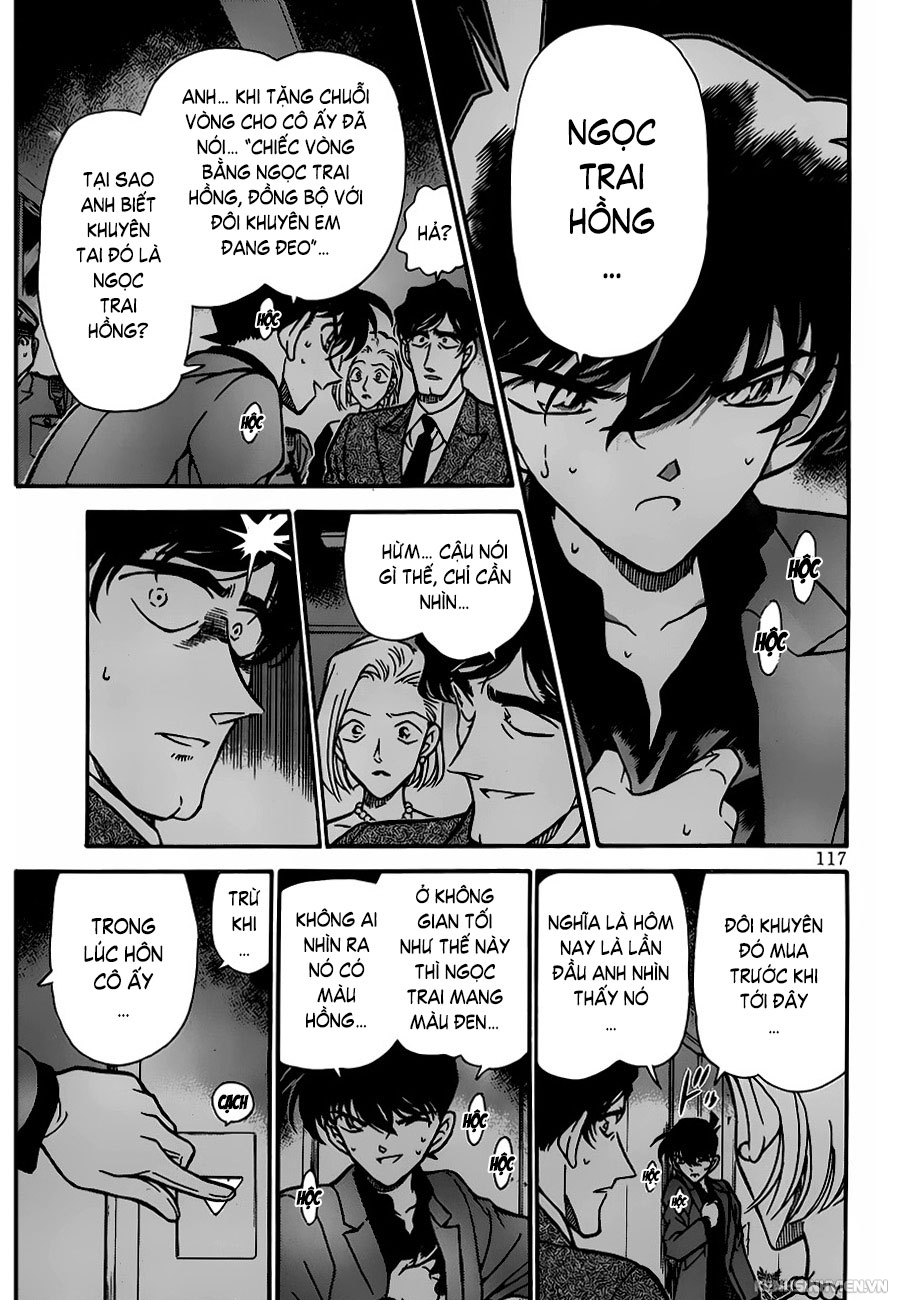 NGỌC
TRAI
HỒNG
...
HỘC
HỘC
HẢ?
ANH... KHI TẶNG CHUỖI
VÒNG CHO CÔ ẤY ĐÃ
NÓI... "CHIẾC VÒNG
BẰNG NGỌC TRAI
HỒNG, ĐỒNG BỘ VỚI
ĐÔI KHUYÊN EM
ĐANG ĐEO"...
TẠI SAO
ANH BIẾT
KHUYÊN
TAI ĐÓ LÀ
NGỌC
TRAI
HỒNG?
HỘC
HỘC
HỪM... CẬU NÓI
GÌ THẾ, CHỈ CẦN
NHÌN...
117
ĐÔI KHUYÊN
ĐÓ MUA
TRƯỚC KHI
TỚI ĐÂY
...
NGHĨA LÀ HÔM
NAY LÀ LẦN
ĐẦU ANH NHÌN
THẤY NÓ
...
ドッ
HỘC
HỘC
Ở KHÔNG
GIAN TỐI
NHƯ THẾ NÀY
THÌ NGỌC
TRAI MANG
MÀU ĐEN...
KHÔNG AI
NHÌN RA
NÓ CÓ
MÀU
HỒNG...
HỘC
HỘC
HỘC
TRỪ
KHI
...
TRONG
LÚC HÔN
CÔ ẤY
...
CẠCH